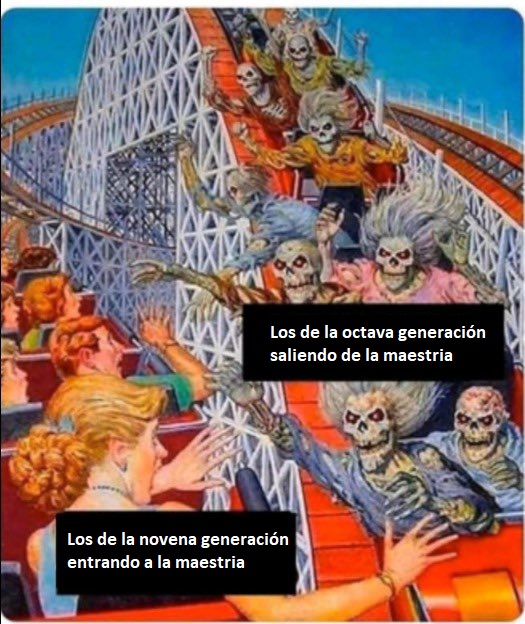 Los de la octava generación
saliendo de la maestria
Los de la novena generación
entrando a la maestria